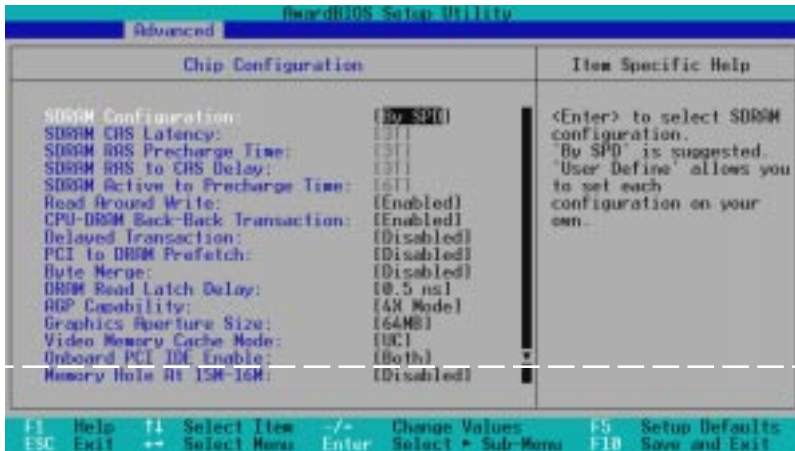 AwardBIOS Setup Utility
Advanced
Chip Configuration
Item Specific Help
SDRAM Configuration: [By SPD]
SDRAM CAS Latency: [3T]
SDRAM RAS Precharge Time: [3T]
SDRAM RAS to CAS Delay: [3T]
SDRAM Active to Precharge Time: [6T]
Read Around Write: [Enabled]
CPU-DRAM Back-Back Transaction: [Enabled]
Delayed Transaction: [Disabled]
PCI to DRAM Prefetch: [Disabled]
Byte Merge: [Disabled]
DRAM Read Latch Delay: [0.5 ns]
AGP Capability: [4X Mode]
Graphics Aperture Size: [64MB]
Video Memory Cache Mode: [UC]
Onboard PCI IDE Enable: [Both]
Memory Hole At 15M-16M: [Disabled]
<Enter> to select SDRAM
configuration.
'By SPD' is suggested.
'User Define' allows you
to set each
configuration on your
own.
F1 Help ↑↓ Select Item -/+ Change Values F5 Setup Defaults
ESC Exit ↔ Select Menu Enter Select ► Sub-Menu F10 Save and Exit